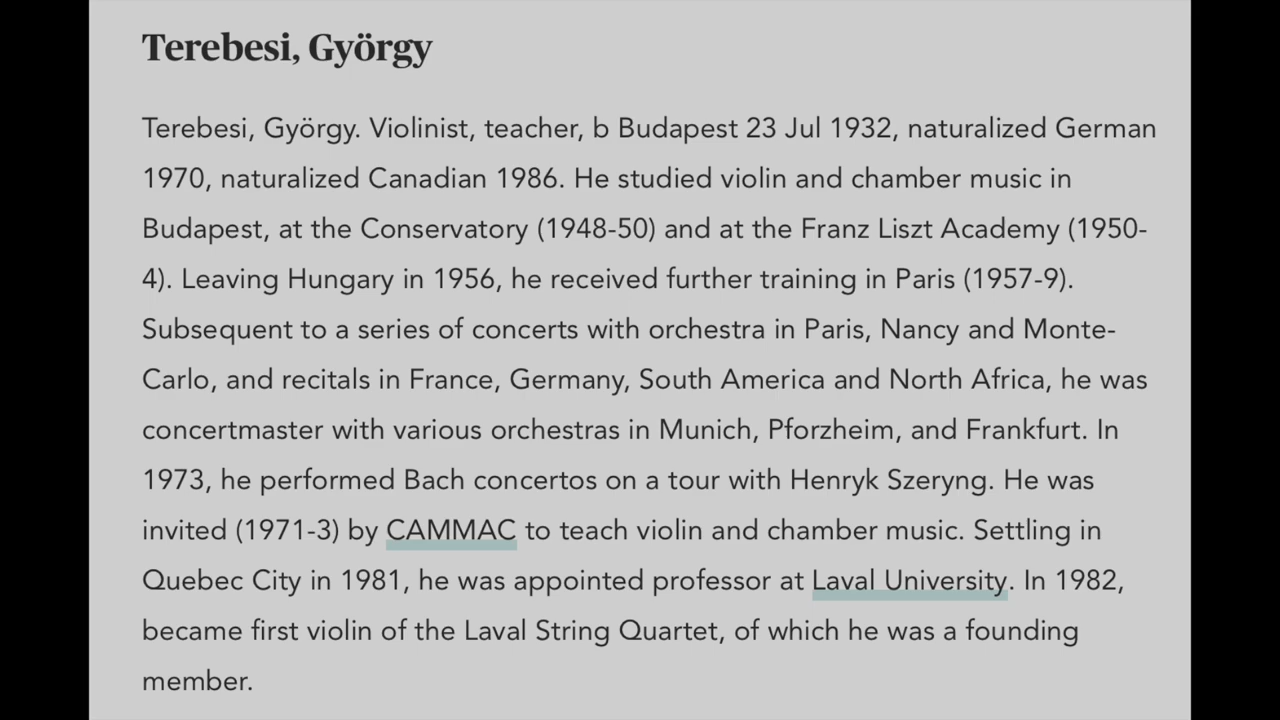 Terebesi, György
Terebesi, György. Violinist, teacher, b Budapest 23 Jul 1932, naturalized German
1970, naturalized Canadian 1986. He studied violin and chamber music in
Budapest, at the Conservatory (1948-50) and at the Franz Liszt Academy (1950-
4). Leaving Hungary in 1956, he received further training in Paris (1957-9).
Subsequent to a series of concerts with orchestra in Paris, Nancy and Monte-
Carlo, and recitals in France, Germany, South America and North Africa, he was
concertmaster with various orchestras in Munich, Pforzheim, and Frankfurt. In
1973, he performed Bach concertos on a tour with Henryk Szeryng. He was
invited (1971-3) by CAMMAC to teach violin and chamber music. Settling in
Quebec City in 1981, he was appointed professor at Laval University. In 1982,
became first violin of the Laval String Quartet, of which he was a founding
member.